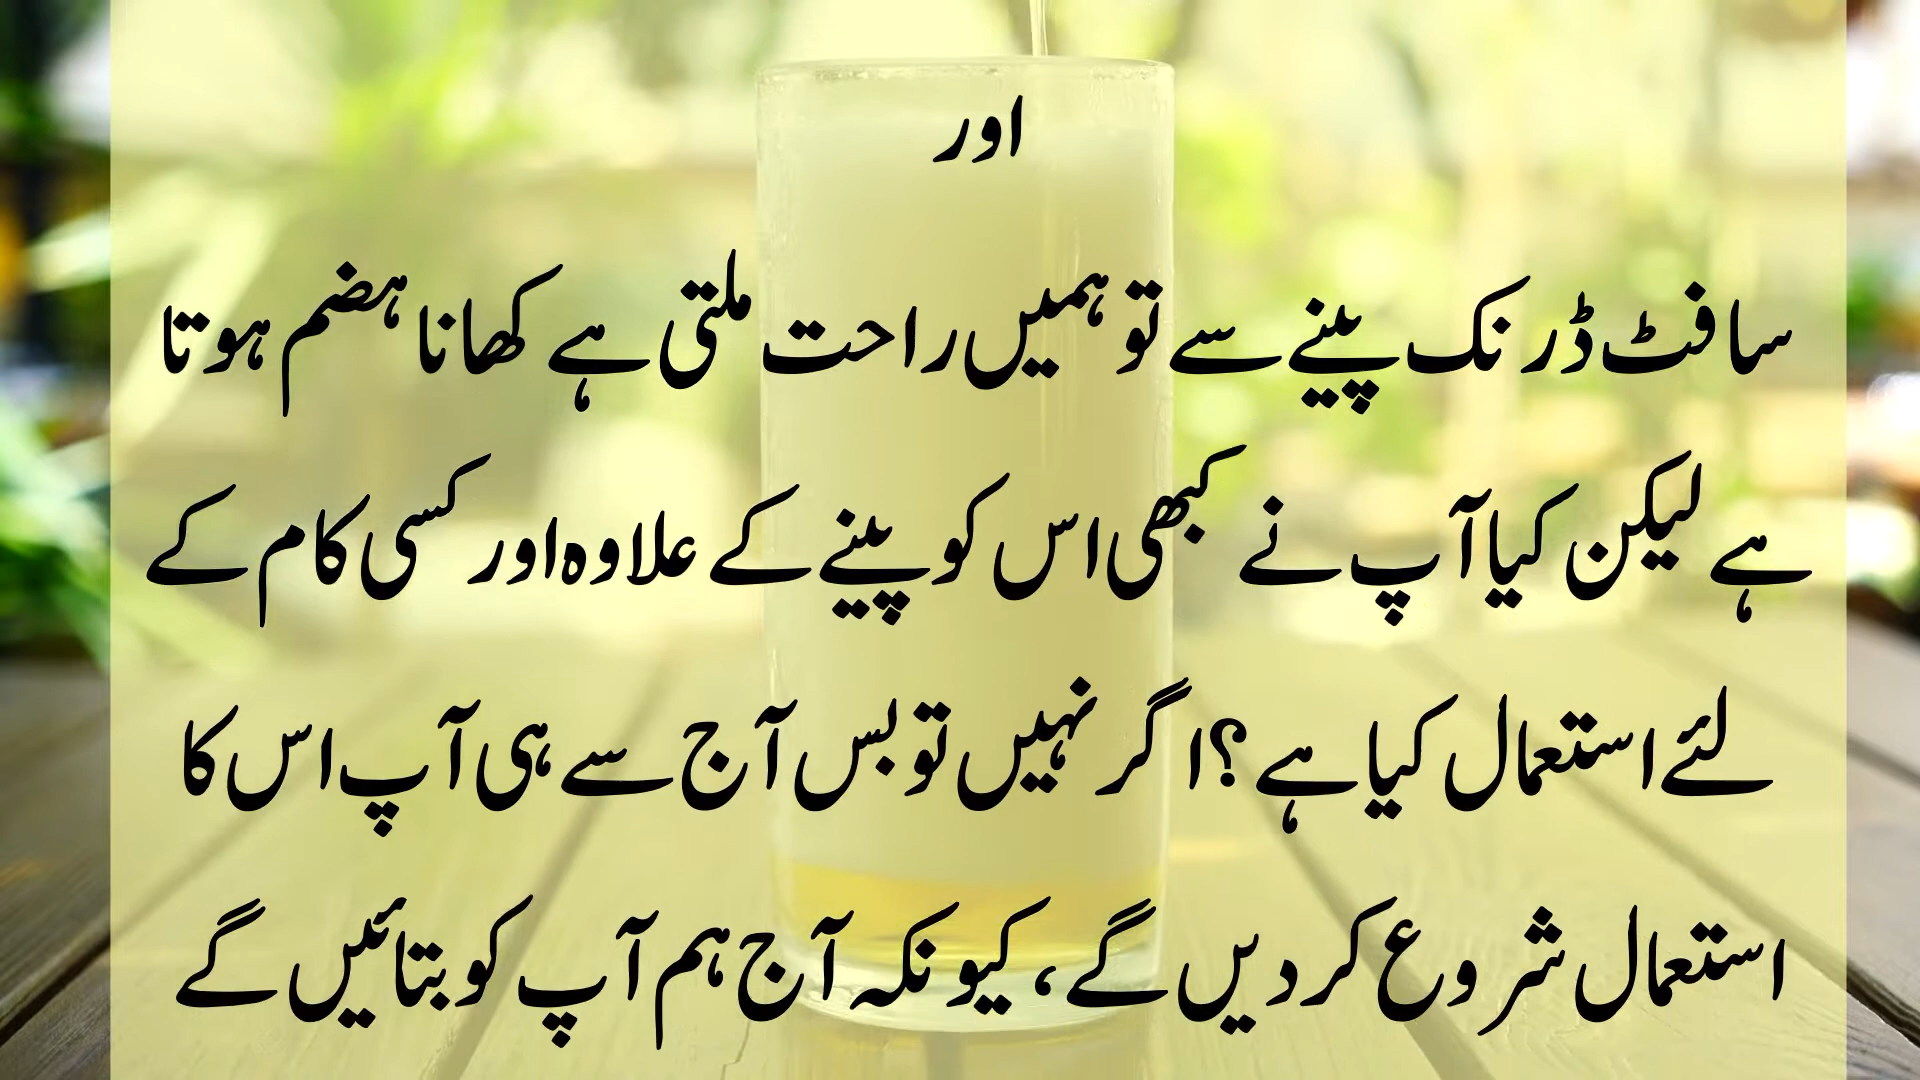 اور
سافٹ ڈرنک پینے سے تو ہمیں راحت ملتی ہے کھانا ہضم ہوتا
ہے لیکن کیا آپ نے کبھی اس کو پینے کے علاوہ اور کسی کام کے
لئے استعمال کیا ہے ؟ اگر نہیں تو بس آج سے ہی آپ اس کا
استعمال شروع کردیں گے، کیونکہ آج ہم آپ کو بتائیں گے